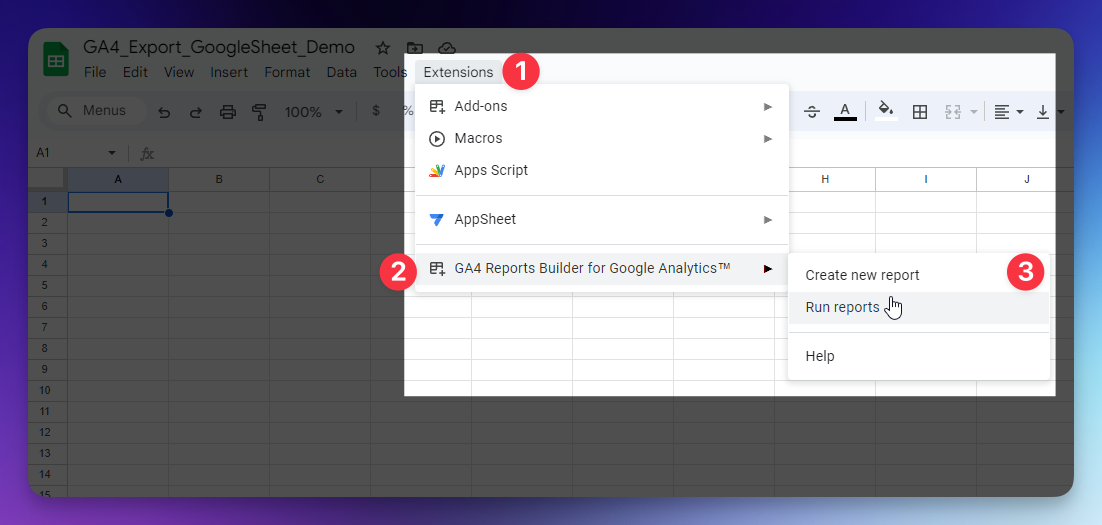 GA4_Export_GoogleSheet_Demo
File Edit View Insert Format Data Tools Extensions 1
Menus 100% $ % A
A1 fx
A B C H I J
1
2
3
4
5
6
7
8
9
10
11
12
13
14
15
Add-ons
Macros
Apps Script
AppSheet
2 GA4 Reports Builder for Google Analytics™
Create new report 3
Run reports
Help